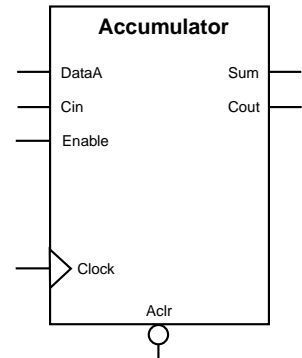 Accumulator
DataA Sum
Cin Cout
Enable
Clock
Aclr